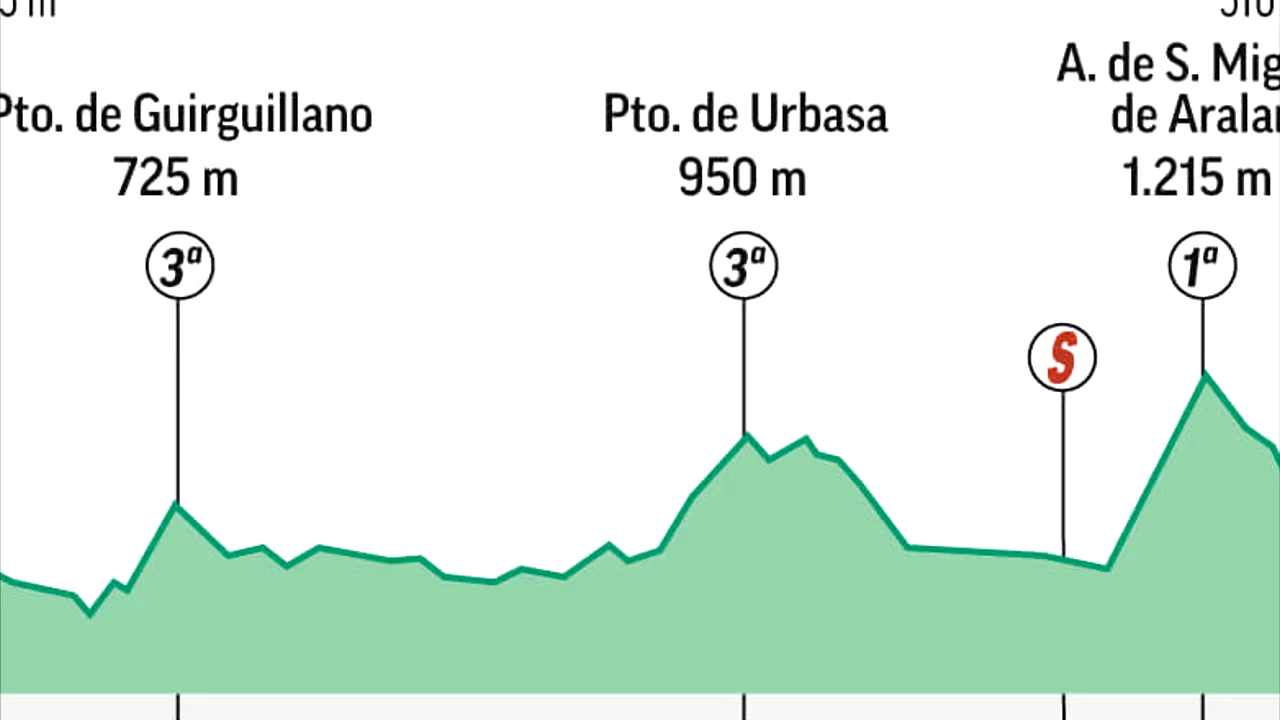 Pto. de Guirguillano
725 m
3ª
Pto. de Urbasa
950 m
3ª
S
A. de S. Mig
de Aralar
1.215 m
1ª